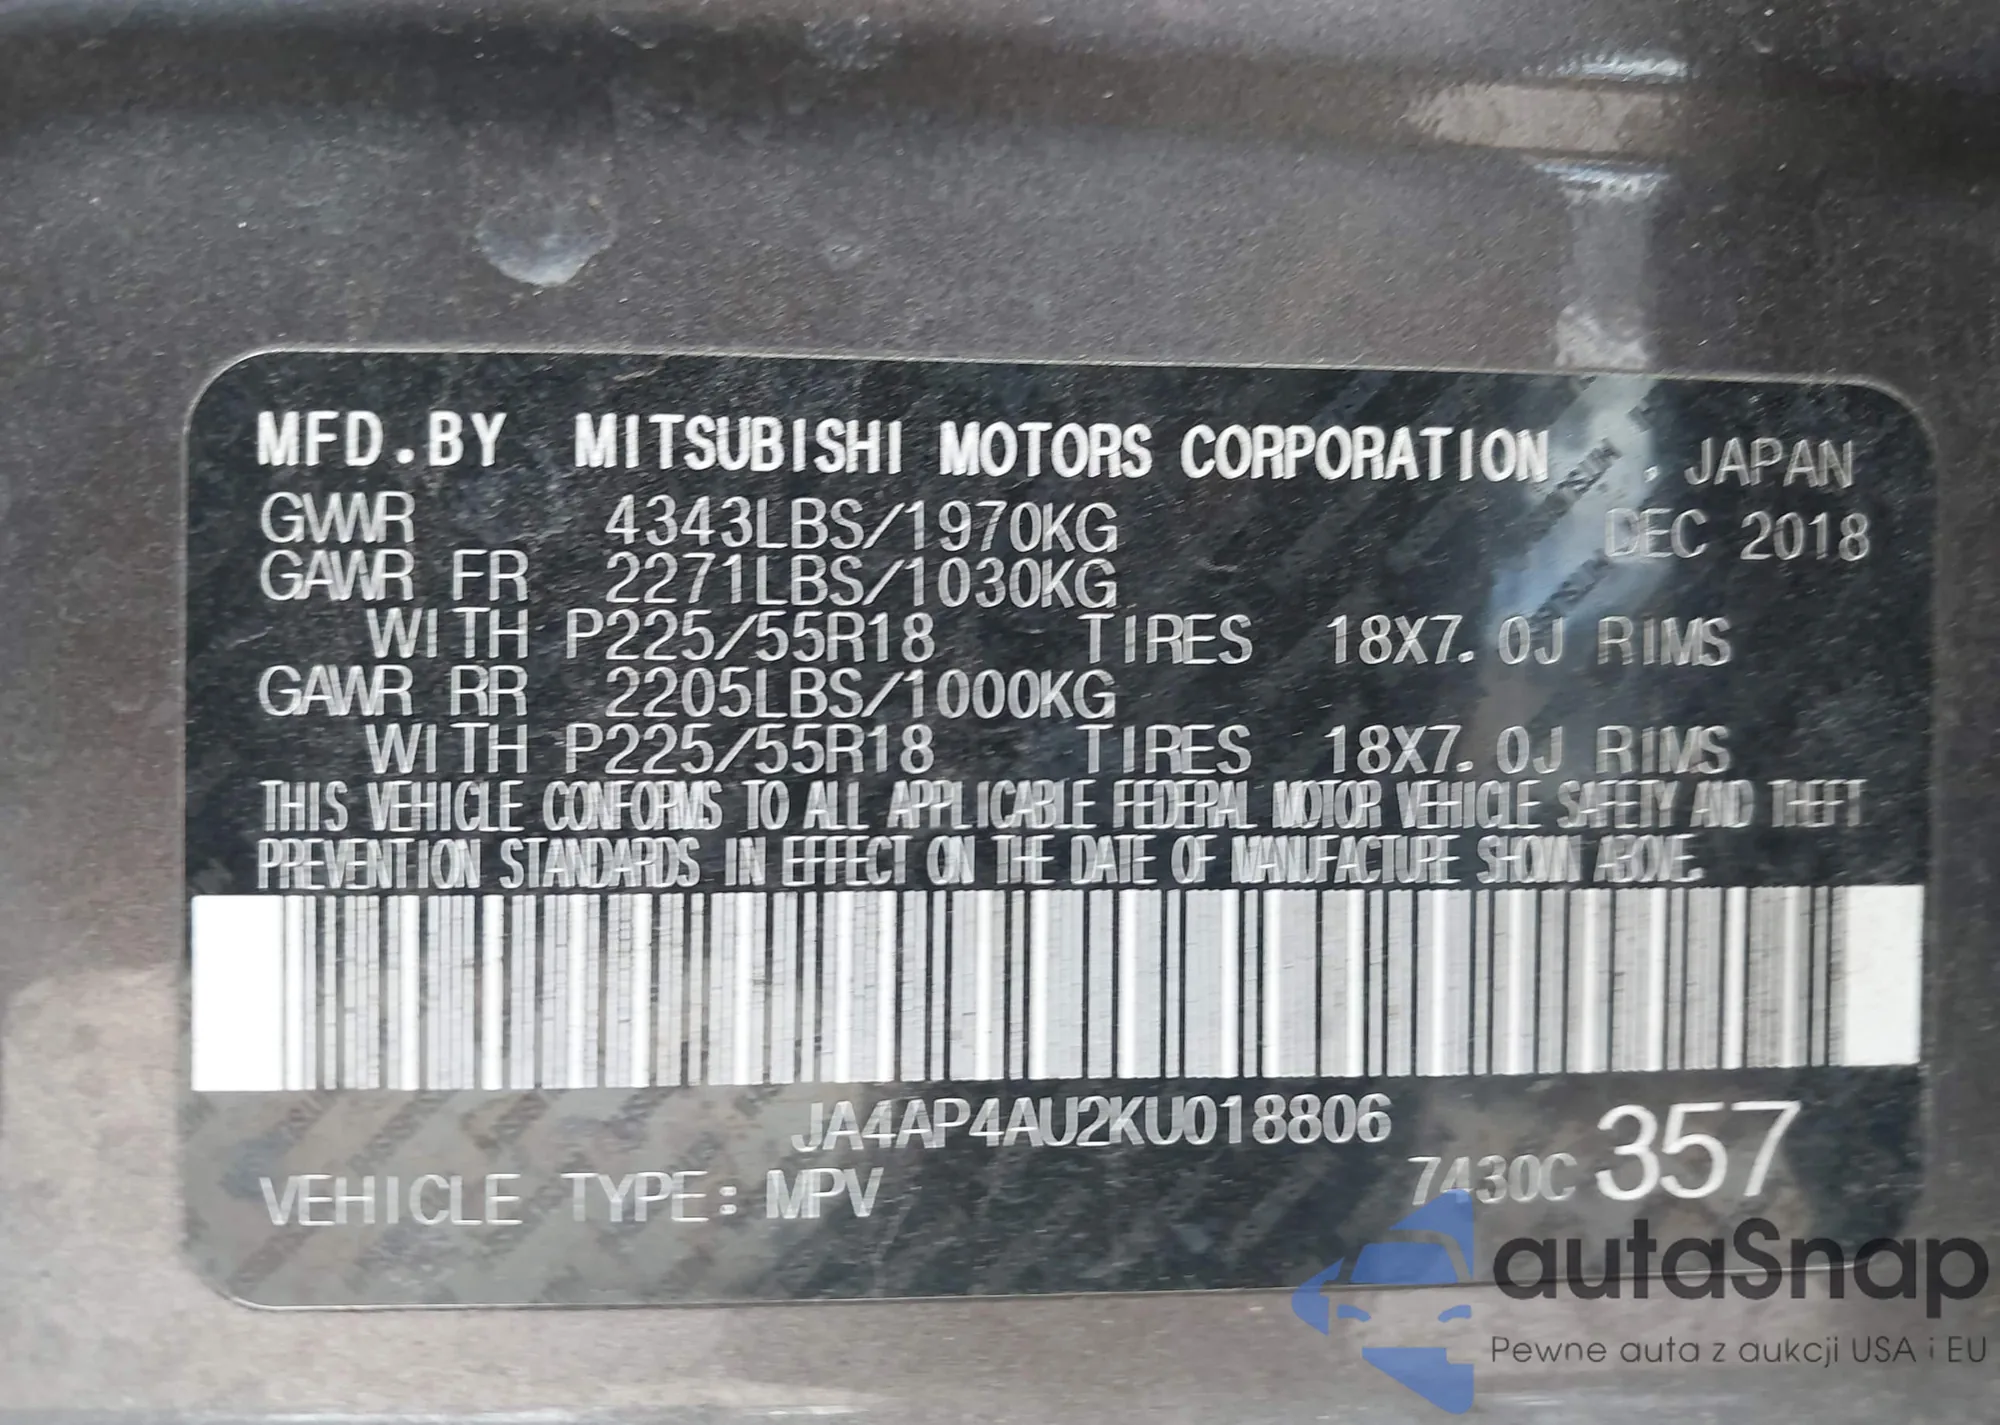 MFD.BY MITSUBISHI MOTORS CORPORATION , JAPAN
GVWR 4343LBS/1970KG DEC 2018
GAWR FR 2271LBS/1030KG
WITH P225/55R18 TIRES 18X7.0J RIMS
GAWR RR 2205LBS/1000KG
WITH P225/55R18 TIRES 18X7.0J RIMS
THIS VEHICLE CONFORMS TO ALL APPLICABLE FEDERAL MOTOR VEHICLE SAFETY AND THEFT
PREVENTION STANDARDS IN EFFECT ON THE DATE OF MANUFACTURE SHOWN ABOVE.
JA4AP4AU2KU018806
VEHICLE TYPE: MPV 7430C 357
autaSnap
Pewne auta z aukcji USA i EU